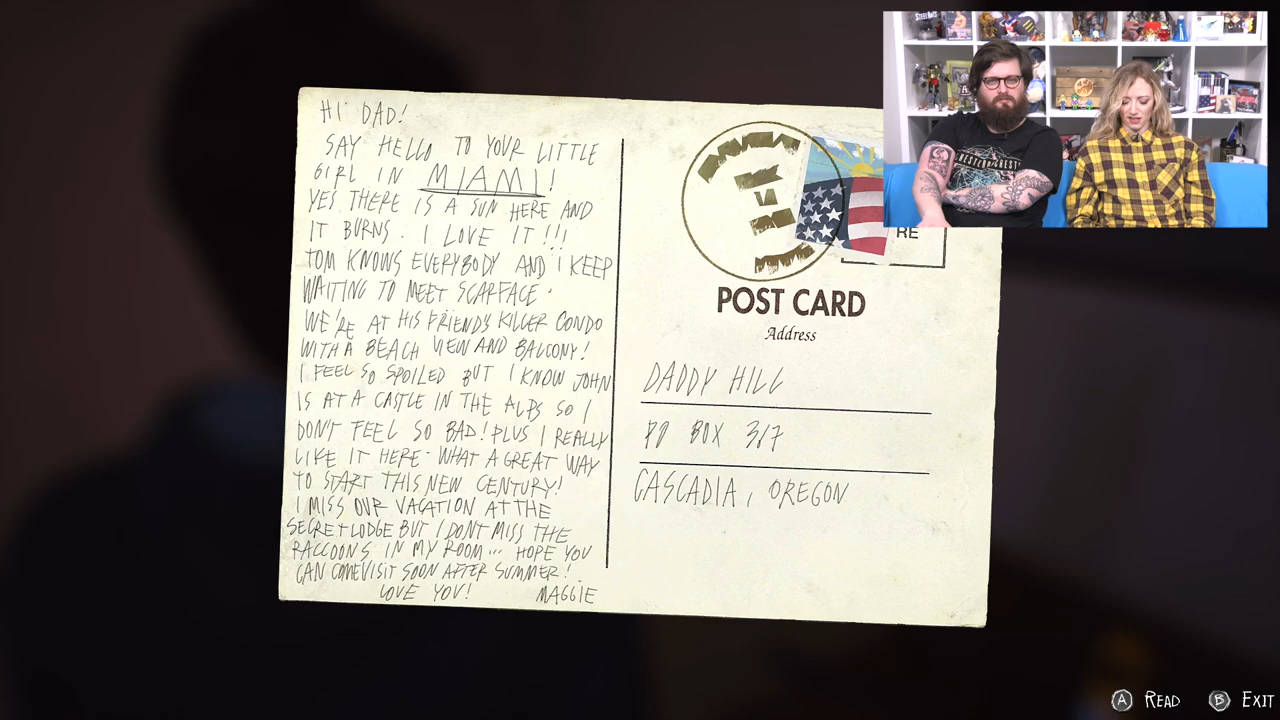 HI DAD!
SAY HELLO TO YOUR LITTLE
GIRL IN MIAMI!
YES THERE IS A SUN HERE AND
IT BURNS. I LOVE IT!!!
TOM KNOWS EVERYBODY AND I KEEP
WAITING TO MEET SCARFACE.
WE'RE AT HIS FRIENDS KILLER CONDO
WITH A BEACH VIEW AND BALCONY!
I FEEL SO SPOILED BUT I KNOW JOHN
IS AT A CASTLE IN THE ALPS SO I
DON'T FEEL SO BAD! PLUS I REALLY
LIKE IT HERE. WHAT A GREAT WAY
TO START THIS NEW CENTURY!
I MISS OUR VACATION AT THE
SECRET LODGE BUT I DONT MISS THE
RACCOONS IN MY ROOM... HOPE YOU
CAN COME VISIT SOON AFTER SUMMER!
LOVE YOU! MAGGIE
RE
POST CARD
Address
DADDY HILL
PO BOX 367
CASCADIA, OREGON
A READ B EXIT